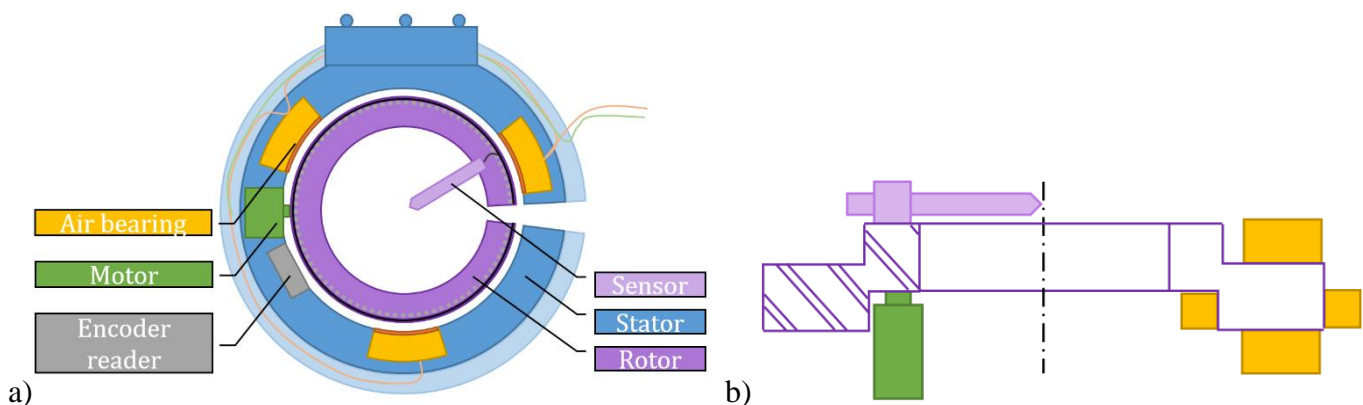 Air bearing
Motor
Encoder
reader
Sensor
Stator
Rotor
a)
b)